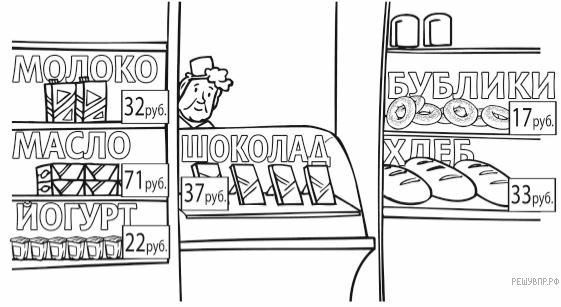 МОЛОКО
32руб.
МАСЛО
71руб.
ЙОГУРТ
22руб.
ШОКОЛАД
37руб.
БУБЛИКИ
17руб.
ХЛЕБ
33руб.
РЕШУВПР.РФ